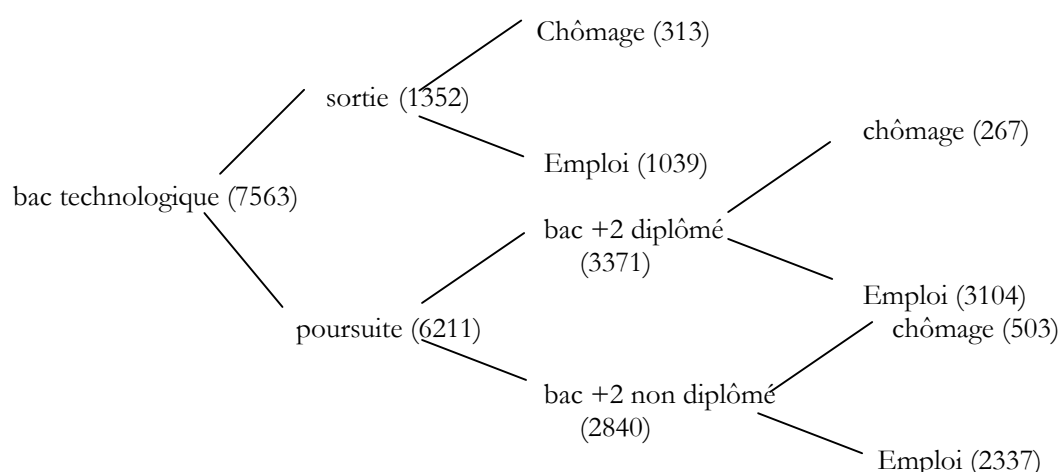 Chômage (313)
sortie (1352)
chômage (267)
Emploi (1039)
bac technologique (7563)
bac +2 diplômé
(3371)
Emploi (3104)
poursuite (6211)
chômage (503)
bac +2 non diplômé
(2840)
Emploi (2337)